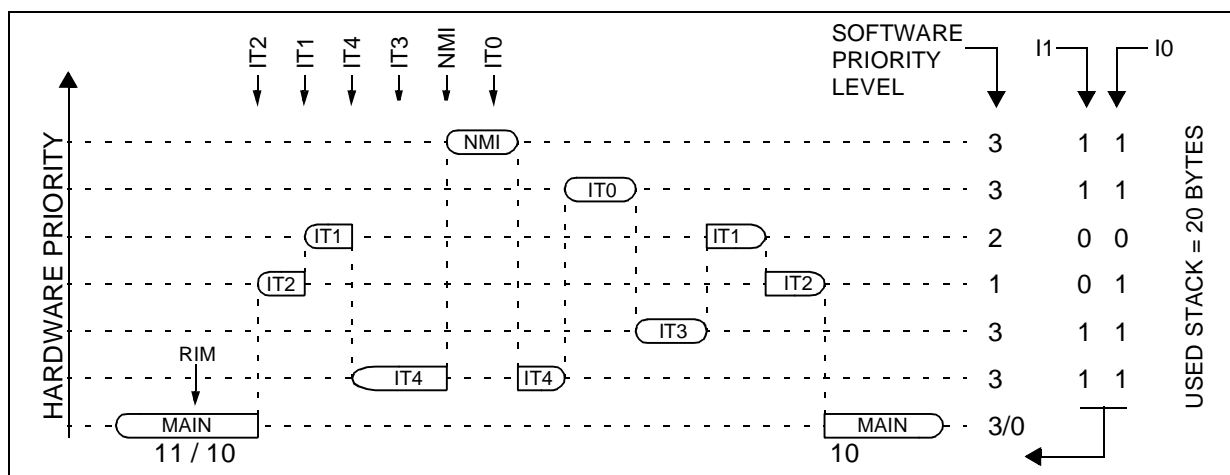 IT2
IT1
IT4
IT3
NMI
IT0
SOFTWARE
PRIORITY
LEVEL
I1
I0
HARDWARE PRIORITY
USED STACK = 20 BYTES
NMI
3
1 1
IT0
3
1 1
IT1
IT1
2
0 0
IT2
IT2
1
0 1
IT3
3
1 1
RIM
IT4
IT4
3
1 1
MAIN
MAIN
3/0
11 / 10
10